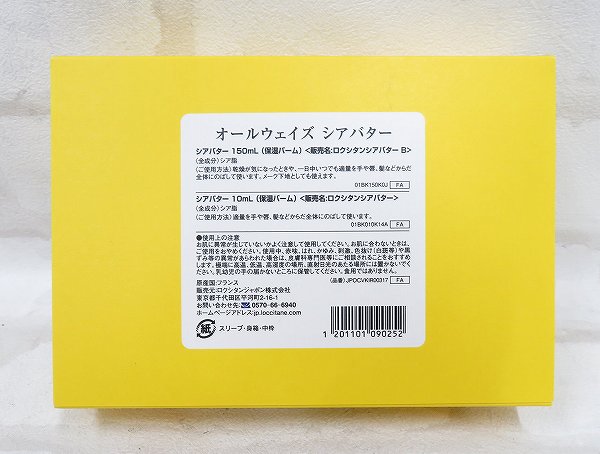 オールウェイズ シアバター
シアバター 150mL (保湿バーム) <販売名:ロクシタンシアバター B>
(全成分)シア脂
(ご使用方法)乾燥が気になったときや、一日中いつでも適量を手や唇、髪などからだ
全体にのばして使います。メーク下地としても使えます。
01BK150K0J FA
シアバター 10mL (保湿バーム) <販売名:ロクシタンシアバター>
(全成分)シア脂
(ご使用方法)適量を手や唇、髪などからだ全体にのばして使います。
01BK010K14A FA
●使用上の注意
お肌に異常が生じていないかよく注意して使用してください。お肌に合わないときは、
ご使用をおやめください。使用中、赤味、はれ、かゆみ、刺激、色抜け(白斑等)や黒
ずみ等の異常があらわれた場合は、皮膚科専門医等にご相談されることをおすすめ
します。極端に高温、低温、高湿度の場所、直射日光のあたる場所には置かないでく
ださい。乳幼児の手の届かないところに保管してください。食用ではありません。
(品番) JPOCVKIR00317 FA
原産国:フランス
販売元:ロクシタンジャポン株式会社
東京都千代田区平河町2-16-1
お問い合わせ先: 0570-66-6940
ホームページアドレス:jp.loccitane.com
紙 スリーブ・身箱・中枠
1 201101 090252